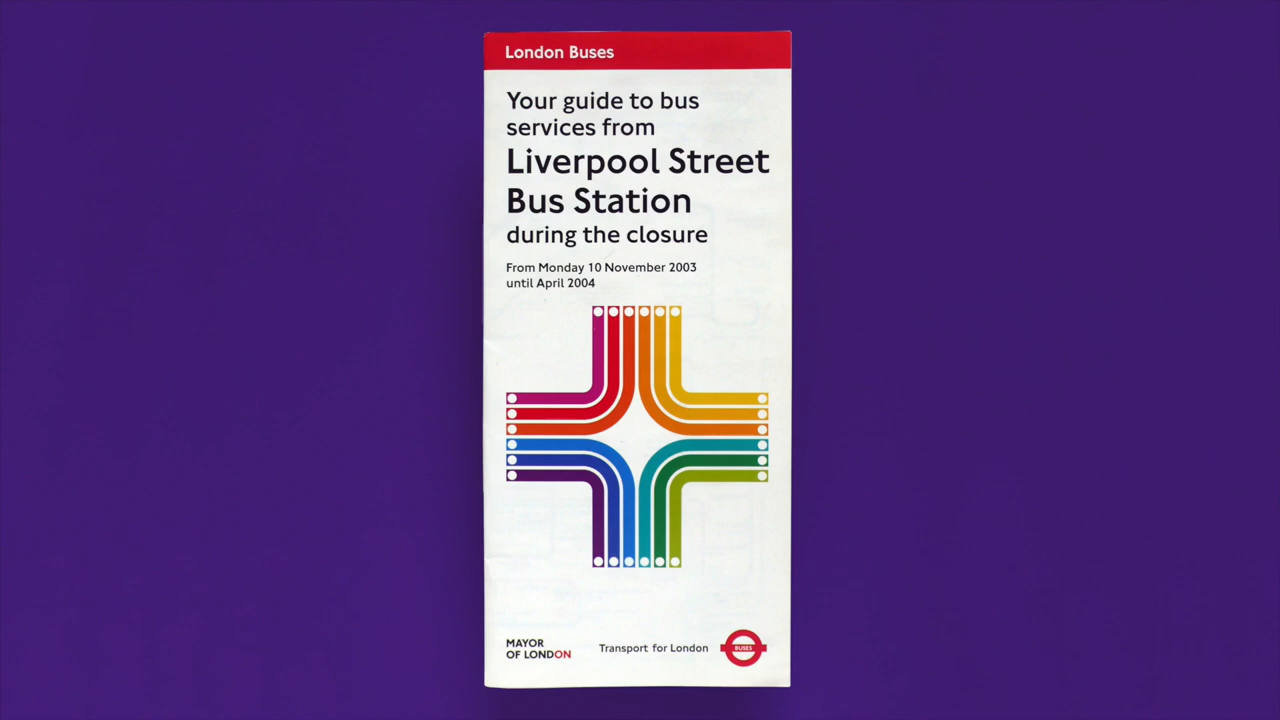 London Buses
Your guide to bus
services from
Liverpool Street
Bus Station
during the closure
From Monday 10 November 2003
until April 2004
MAYOR
OF LONDON
Transport for London
BUSES